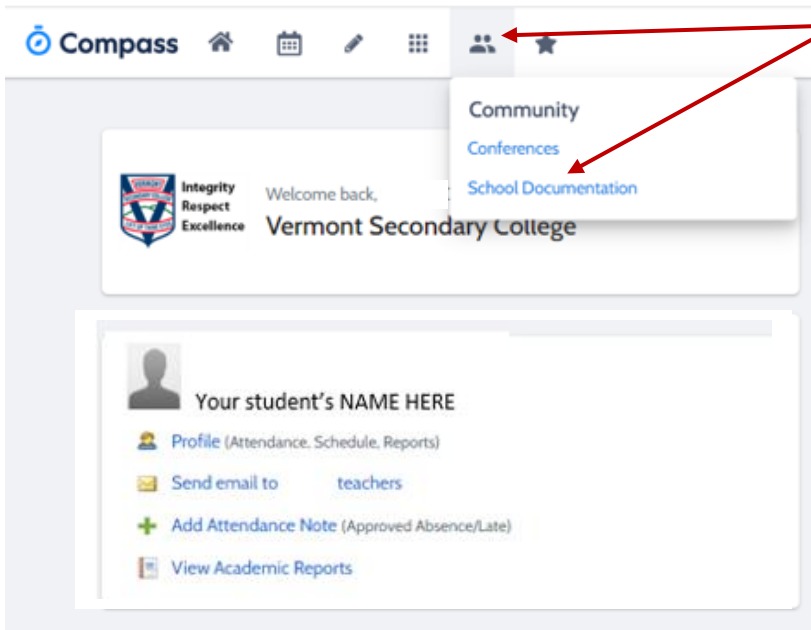 Compass
Community
Conferences
School Documentation
Integrity
Respect
Excellence
Welcome back,
Vermont Secondary College
Your student's NAME HERE
Profile (Attendance, Schedule, Reports)
Send email to teachers
Add Attendance Note (Approved Absence/Late)
View Academic Reports